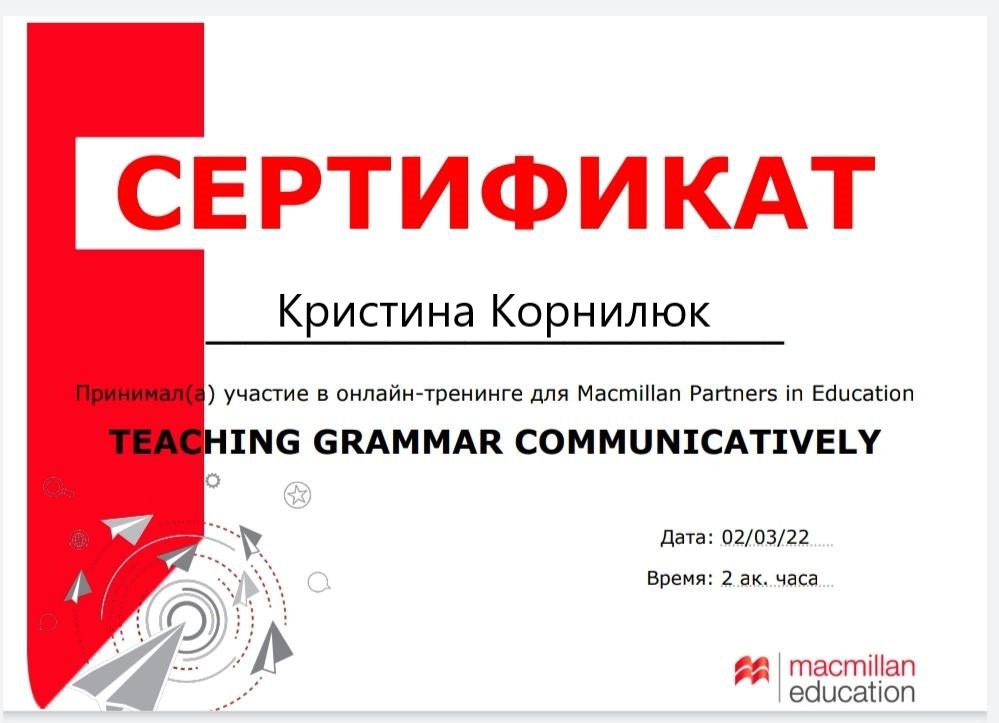 СЕРТИФИКАТ
Кристина Корнилюк
Принимал(а) участие в онлайн-тренинге для Macmillan Partners in Education
TEACHING GRAMMAR COMMUNICATIVELY
Дата: 02/03/22
Время: 2 ак. часа
macmillan
education